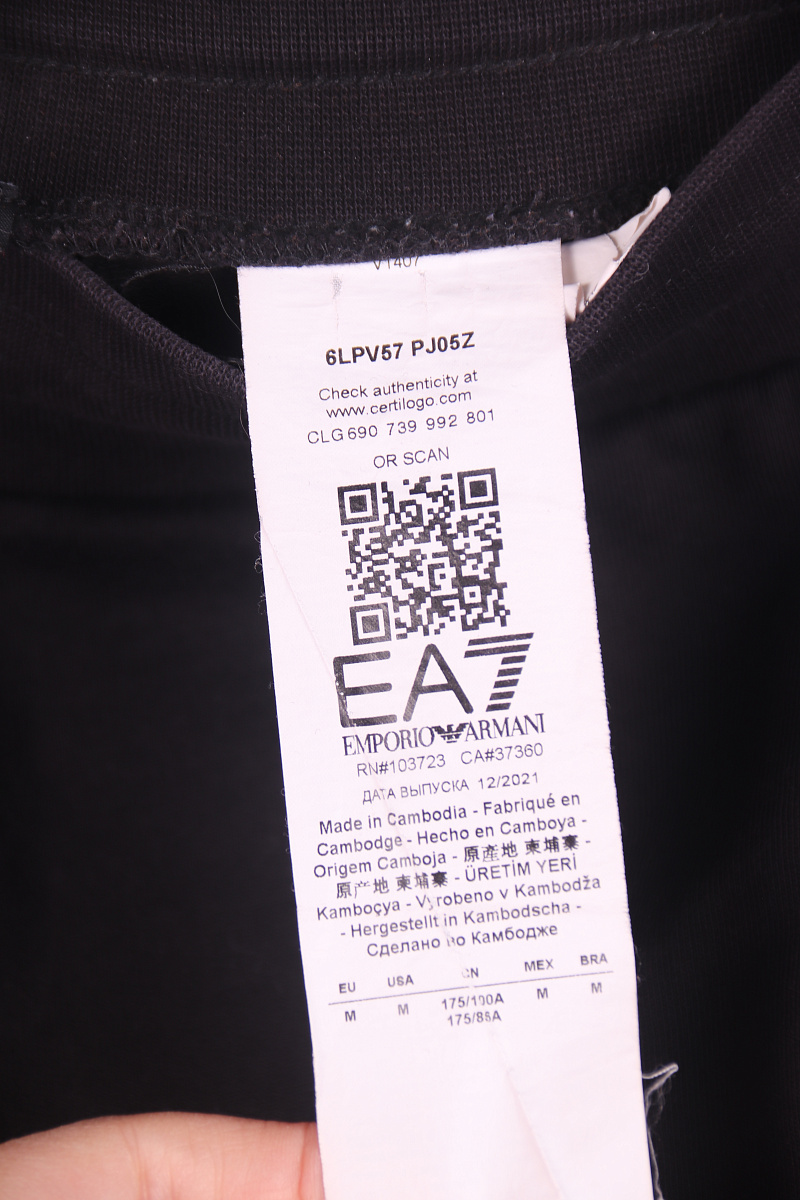 V1407
6LPV57 PJ05Z
Check authenticity at
www.certilogo.com
CLG690 739 992 801
OR SCAN
EA7
EMPORIO ARMANI
RN#103723 CA#37360
ДАТА ВЫПУСКА 12/2021
Made in Cambodia - Fabriqué en
Cambodge - Hecho en Camboya -
Origem Camboja - 原產地 柬埔寨 -
原产地 柬埔寨 - ÜRETİM YERİ
Kamboçya - Vyrobeno v Kambodža
- Hergestellt in Kambodscha -
Сделано во Камбодже
EU USA CN MEX BRA
M M 175/100A M M
175/88A